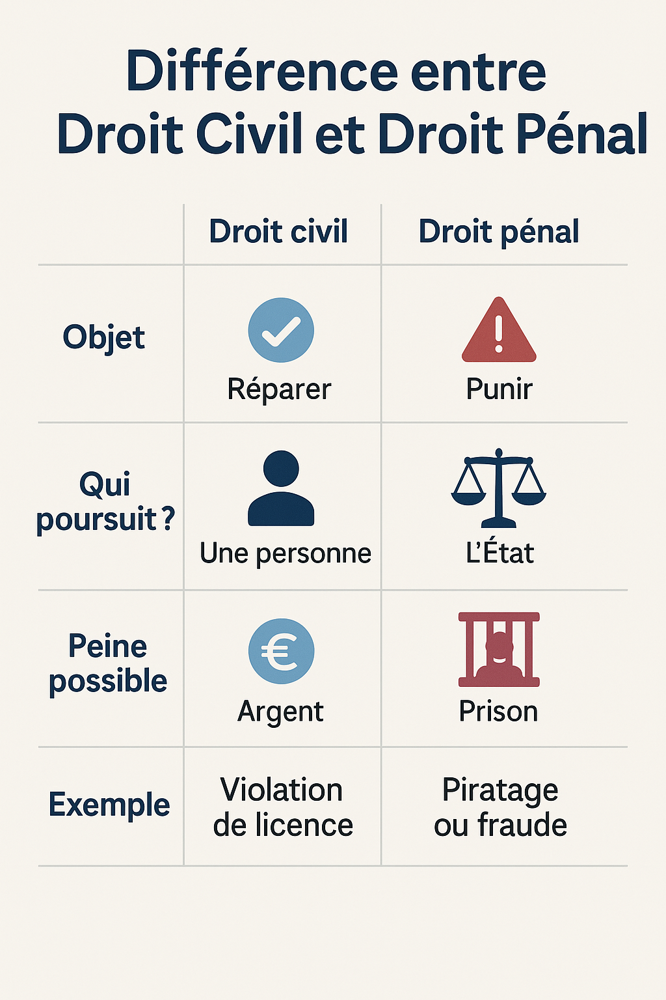 Différence entre
Droit Civil et Droit Pénal
Droit civil
Droit pénal
Objet
Réparer
Punir
Qui
poursuit ?
Une personne
L'État
Peine
possible
€
Argent
Prison
Exemple
Violation
de licence
Piratage
ou fraude